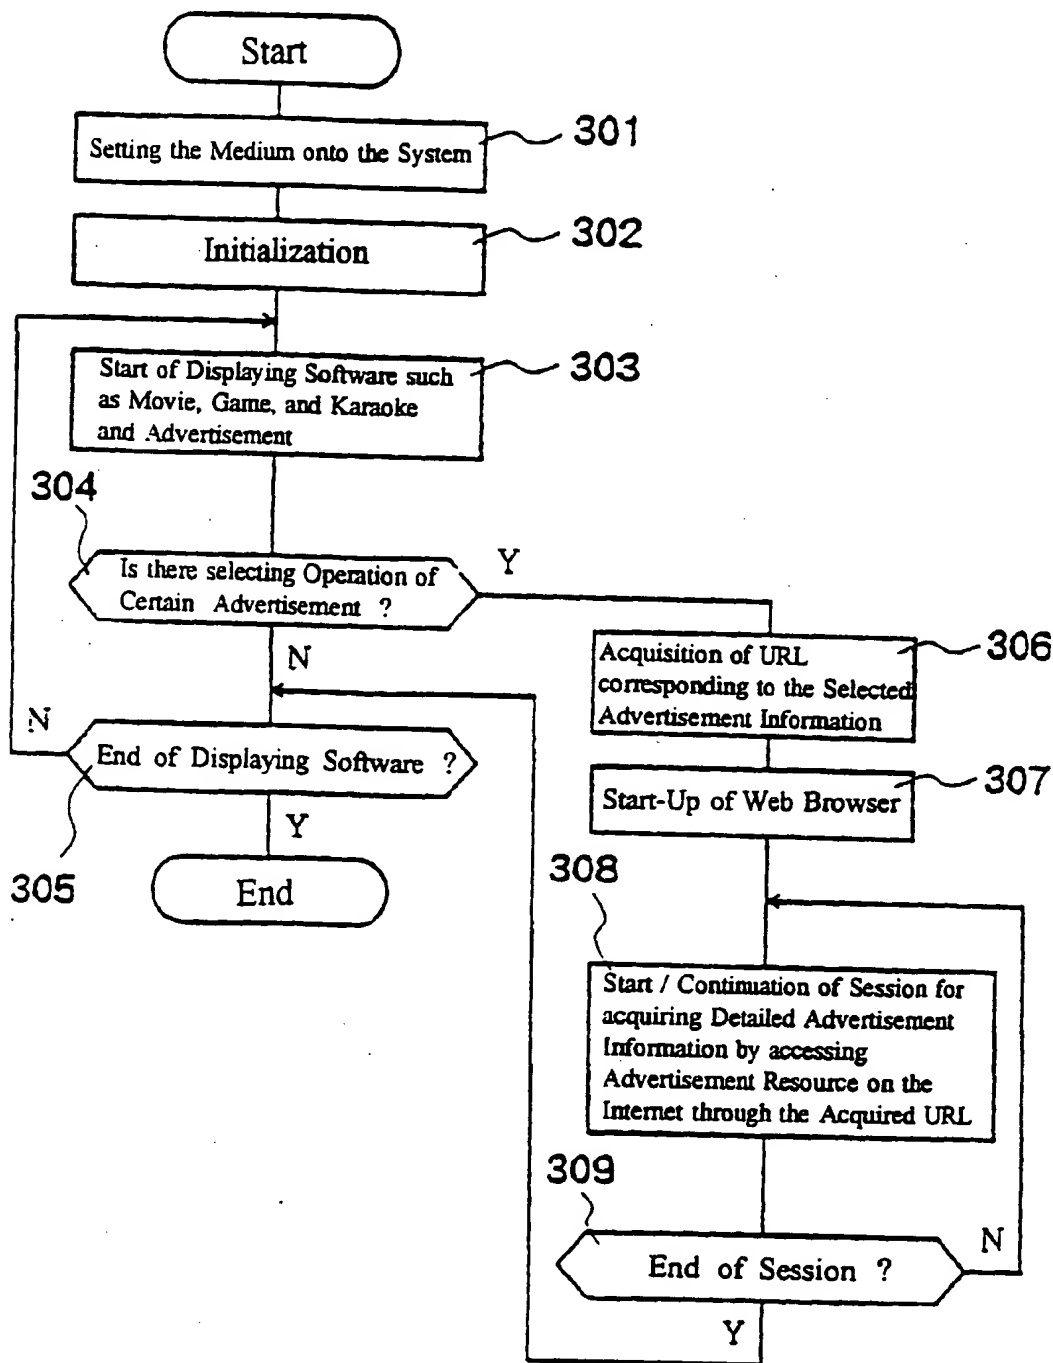 Start
Setting the Medium onto the System
301
Initialization
302
Start of Displaying Software such
as Movie, Game, and Karaoke
and Advertisement
303
304
Is there selecting Operation of
Certain Advertisement ?
Y
N
N
End of Displaying Software ?
305
Y
End
Acquisition of URL
corresponding to the Selected
Advertisement Information
306
Start-Up of Web Browser
307
308
Start / Continuation of Session for
acquiring Detailed Advertisement
Information by accessing
Advertisement Resource on the
Internet through the Acquired URL
309
End of Session ?
N
Y